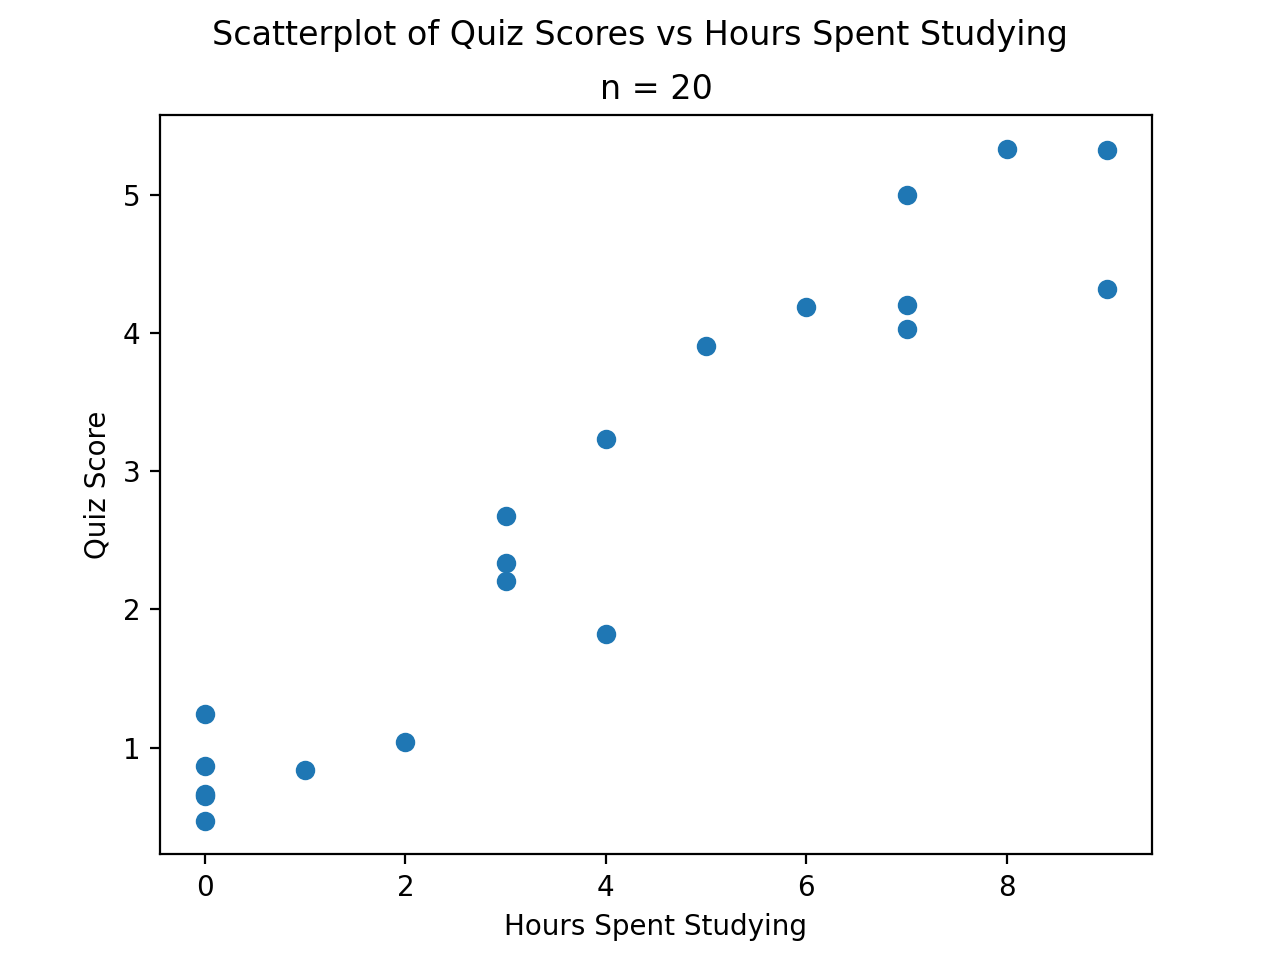 Scatterplot of Quiz Scores vs Hours Spent Studying
n = 20
5
4
3
2
1
Quiz Score
0 2 4 6 8
Hours Spent Studying